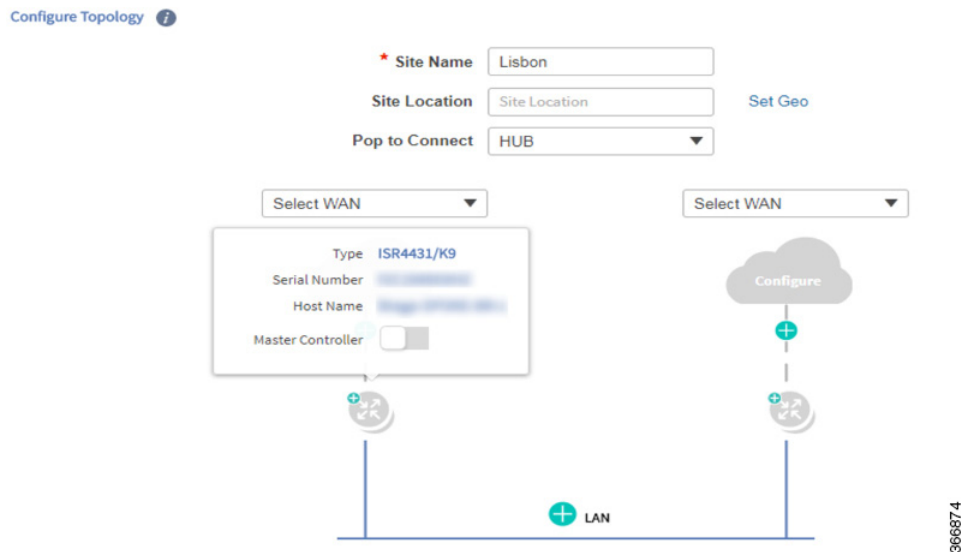 Configure Topology i
* Site Name Lisbon
Site Location Site Location Set Geo
Pop to Connect HUB
Select WAN Select WAN
Type ISR4431/K9
Serial Number
Host Name
Master Controller
Configure
LAN
366874